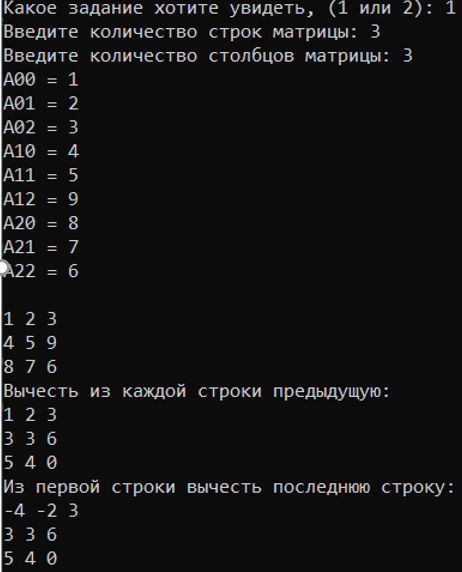 Какое задание хотите увидеть, (1 или 2): 1
Введите количество строк матрицы: 3
Введите количество столбцов матрицы: 3
A00 = 1
A01 = 2
A02 = 3
A10 = 4
A11 = 5
A12 = 9
A20 = 8
A21 = 7
A22 = 6
1 2 3
4 5 9
8 7 6
Вычесть из каждой строки предыдущую:
1 2 3
3 3 6
5 4 0
Из первой строки вычесть последнюю строку:
-4 -2 3
3 3 6
5 4 0